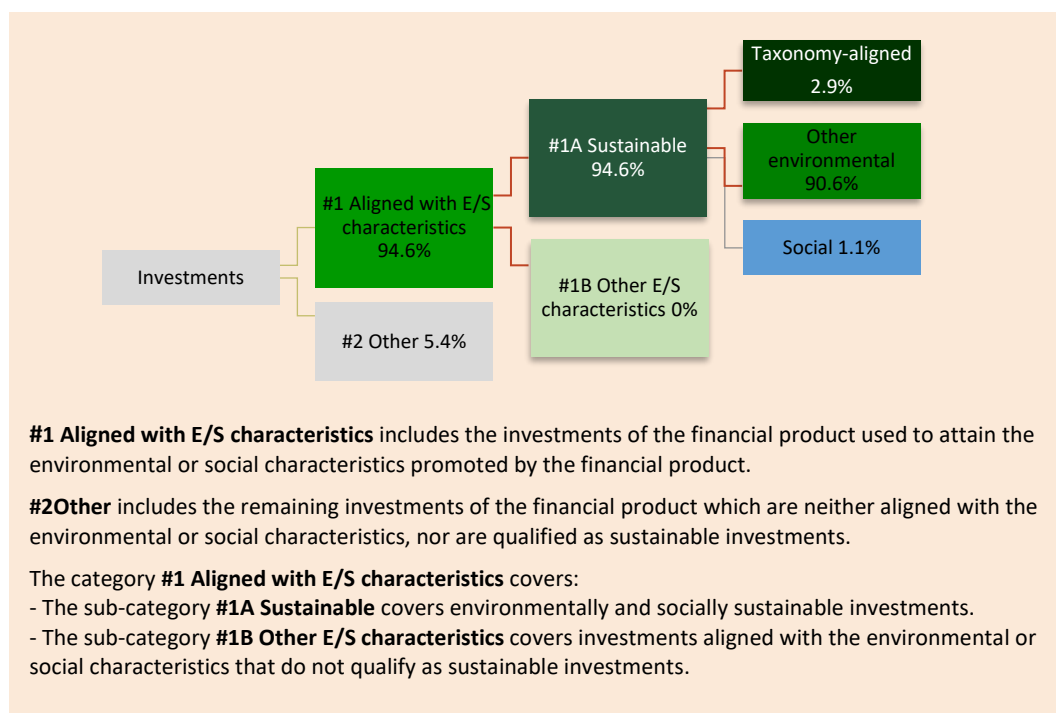 Taxonomy-aligned
2.9%
#1A Sustainable
94.6%
Other
environmental
90.6%
#1 Aligned with E/S
characteristics
94.6%
Social 1.1%
Investments
#1B Other E/S
characteristics 0%
#2 Other 5.4%
#1 Aligned with E/S characteristics includes the investments of the financial product used to attain the
environmental or social characteristics promoted by the financial product.
#2Other includes the remaining investments of the financial product which are neither aligned with the
environmental or social characteristics, nor are qualified as sustainable investments.
The category #1 Aligned with E/S characteristics covers:
- The sub-category #1A Sustainable covers environmentally and socially sustainable investments.
- The sub-category #1B Other E/S characteristics covers investments aligned with the environmental or
social characteristics that do not qualify as sustainable investments.